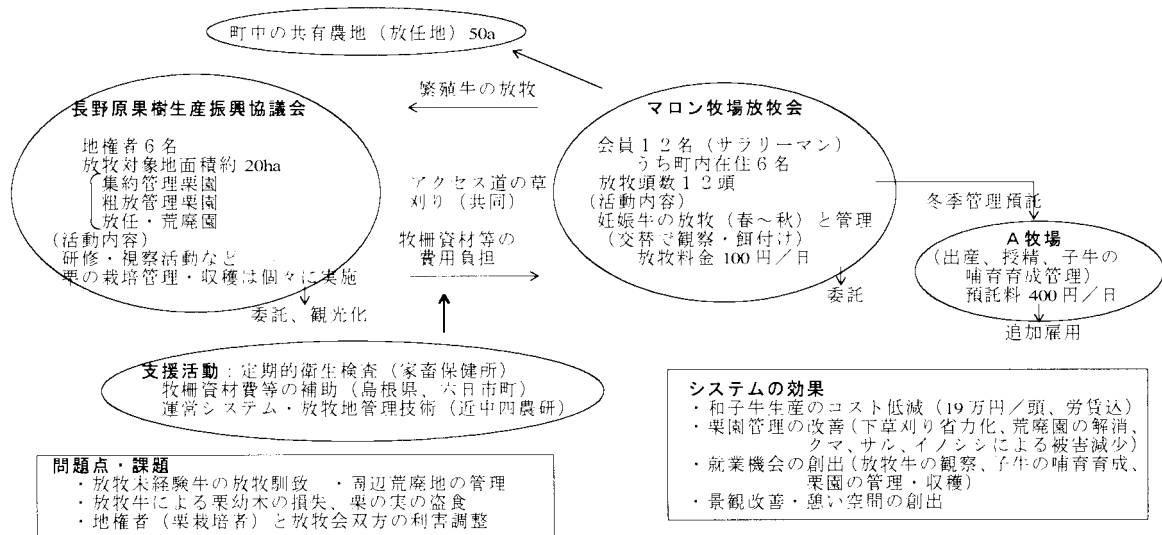 町中の共有農地（放任地）50a
長野原果樹生産振興協議会
地権者６名
放牧対象地面積約 20ha
集約管理栗園
粗放管理栗園
放任・荒廃園
（活動内容）
研修・視察活動など
栗の栽培管理・収穫は個々に実施
委託、観光化
繁殖牛の放牧
アクセス道の草
刈り（共同）
牧柵資材等の
費用負担
マロン牧場放牧会
会員１２名（サラリーマン）
うち町内在住６名
放牧頭数１２頭
（活動内容）
妊娠牛の放牧（春～秋）と管理
（交替で観察・餌付け）
放牧料金 100円／日
委託
冬季管理預託
A牧場
（出産、授精、子牛の
哺育育成管理）
預託料 400円／日
追加雇用
支援活動：定期的衛生検査（家畜保健所）
牧柵資材費等の補助（島根県、六日市町）
運営システム・放牧地管理技術（近中四農研）
問題点・課題
・放牧未経験牛の放牧馴致　・周辺荒廃地の管理
・放牧牛による栗幼木の損失、栗の実の盗食
・地権者（栗栽培者）と放牧会双方の利害調整
システムの効果
・和子牛生産のコスト低減（19万円／頭、労賃込）
・栗園管理の改善（下草刈り省力化、荒廃園の解消、
クマ、サル、イノシシによる被害減少）
・就業機会の創出（放牧牛の観察、子牛の哺育育成、
栗園の管理・収穫）
・景観改善・憩い空間の創出